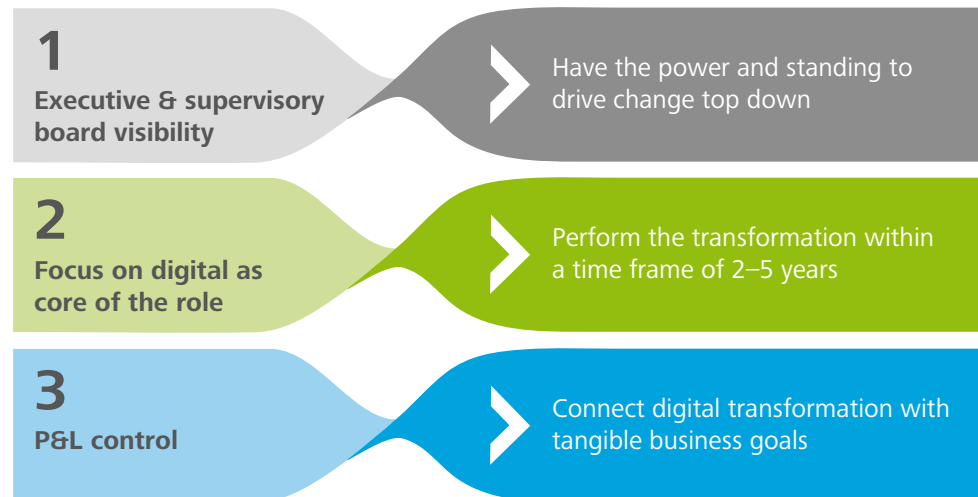 1
Executive & supervisory
board visibility
Have the power and standing to
drive change top down
2
Focus on digital as
core of the role
Perform the transformation within
a time frame of 2–5 years
3
P&L control
Connect digital transformation with
tangible business goals